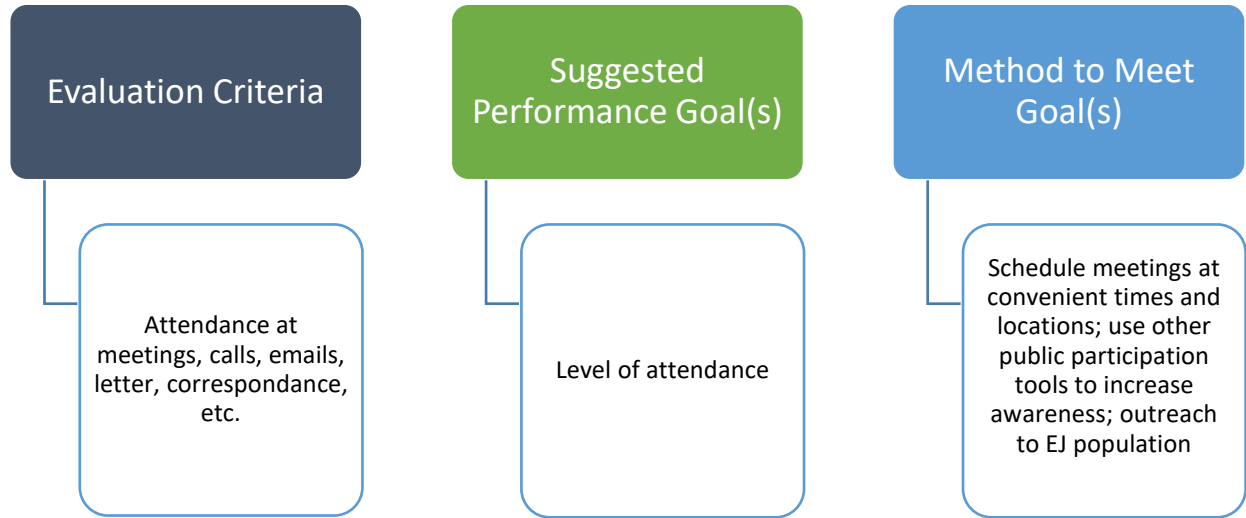 Evaluation Criteria
Attendance at
meetings, calls, emails,
letter, correspondance,
etc.
Suggested
Performance Goal(s)
Level of attendance
Method to Meet
Goal(s)
Schedule meetings at
convenient times and
locations; use other
public participation
tools to increase
awareness; outreach
to EJ population